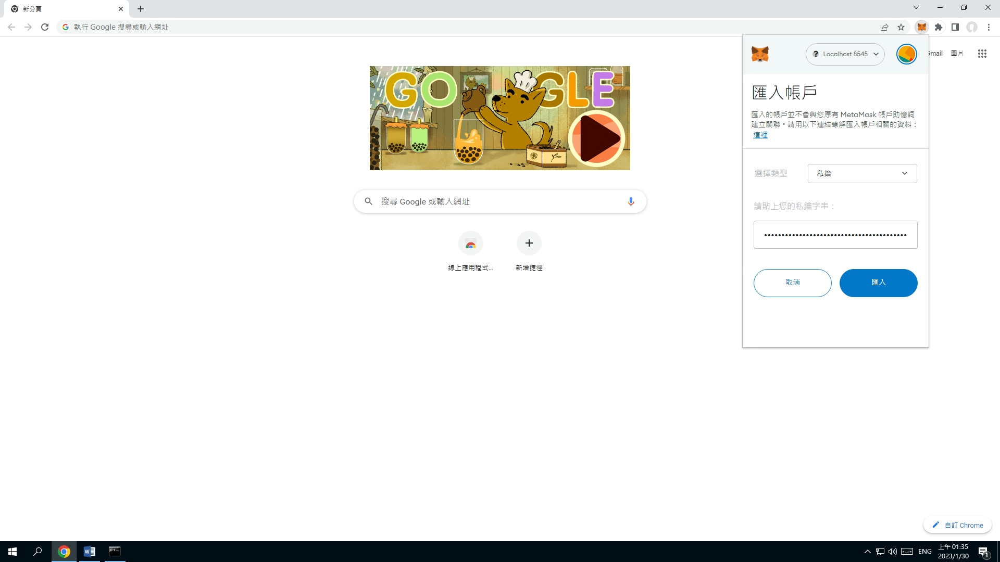 新分頁
執行 Google 搜尋或輸入網址
Localhost 8545
Gmail
圖片
GOOGLE
匯入帳戶
匯入的帳戶並不會與您原有 MetaMask 帳戶助憶詞
建立關聯。請用以下連結瞭解匯入帳戶相關的資料：
這裡
選擇類型
私鑰
請貼上您的私鑰字串：
••••••••••••••••••••••••••••••••••••••••••
取消
匯入
搜尋 Google 或輸入網址
線上應用程式...
新增捷徑
自訂 Chrome
ENG
上午 01:35
2023/1/30
1